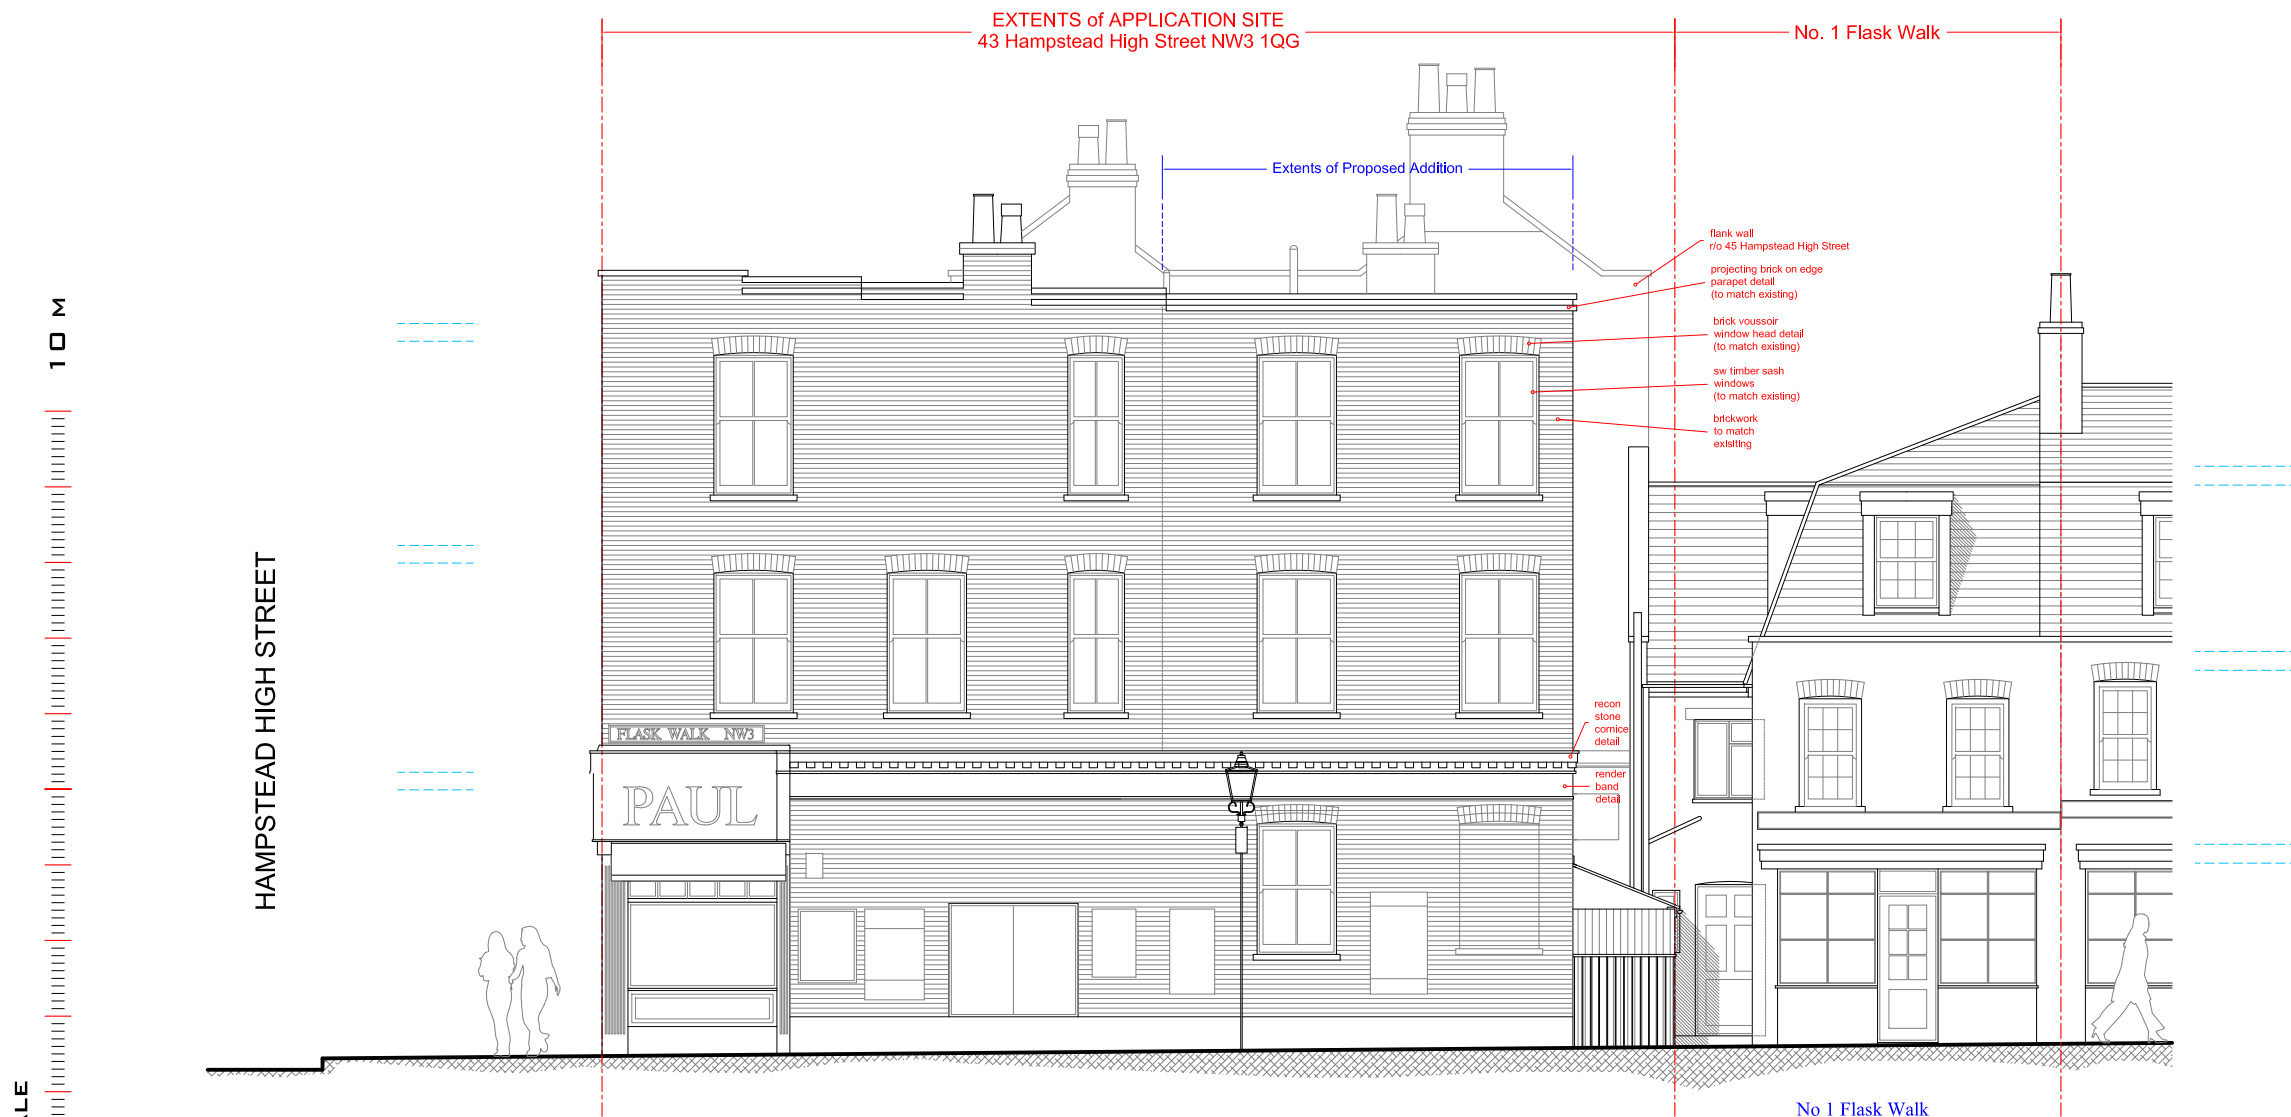 EXTENTS of APPLICATION SITE
43 Hampstead High Street NW3 1QG
No. 1 Flask Walk
Extents of Proposed Addition
flank wall
r/o 45 Hampstead High Street
projecting brick on edge
parapet detail
(to match existing)
brick voussoir
window head detail
(to match existing)
sw timber sash
windows
(to match existing)
brickwork
to match
exisiting
10 M
HAMPSTEAD HIGH STREET
recon
stone
cornice
detail
FLASK WALK NW3
PAUL
render
band
detail
No 1 Flask Walk